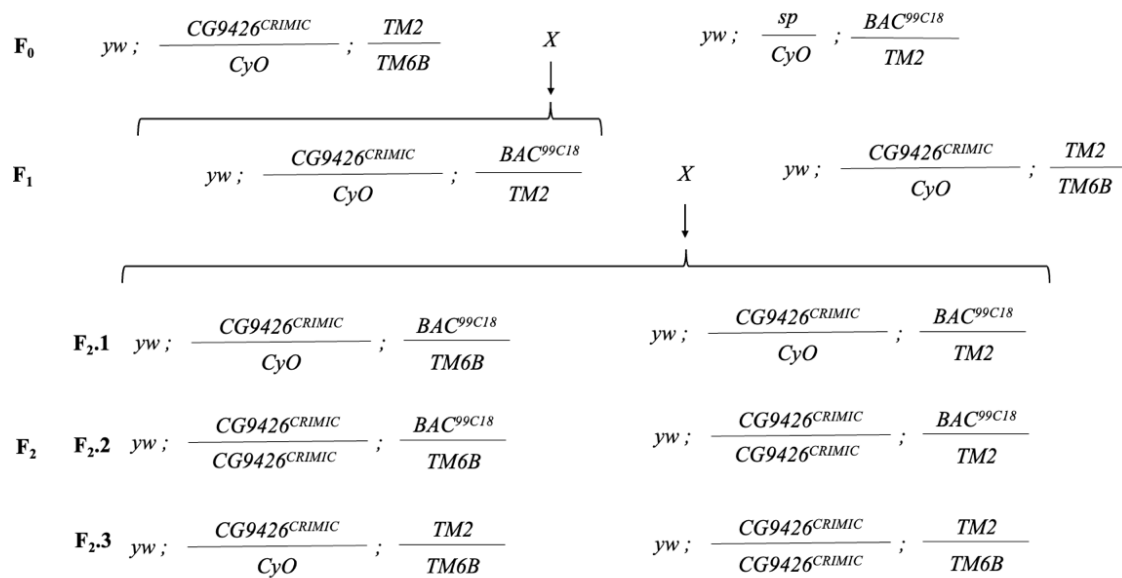 CG9426^CRIMIC TM2 sp BAC^99C18
F₀ yw ; ; X yw ; ;
CyO TM6B CyO TM2
CG9426^CRIMIC BAC^99C18 CG9426^CRIMIC TM2
F₁ yw ; ; X yw ; ;
CyO TM2 CyO TM6B
CG9426^CRIMIC BAC^99C18 CG9426^CRIMIC BAC^99C18
F₂.1 yw ; ; yw ; ;
CyO TM6B CyO TM2
CG9426^CRIMIC BAC^99C18 CG9426^CRIMIC BAC^99C18
F₂ F₂.2 yw ; ; yw ; ;
CG9426^CRIMIC TM6B CG9426^CRIMIC TM2
CG9426^CRIMIC TM2 CG9426^CRIMIC TM2
F₂.3 yw ; ; yw ; ;
CyO TM6B CG9426^CRIMIC TM6B